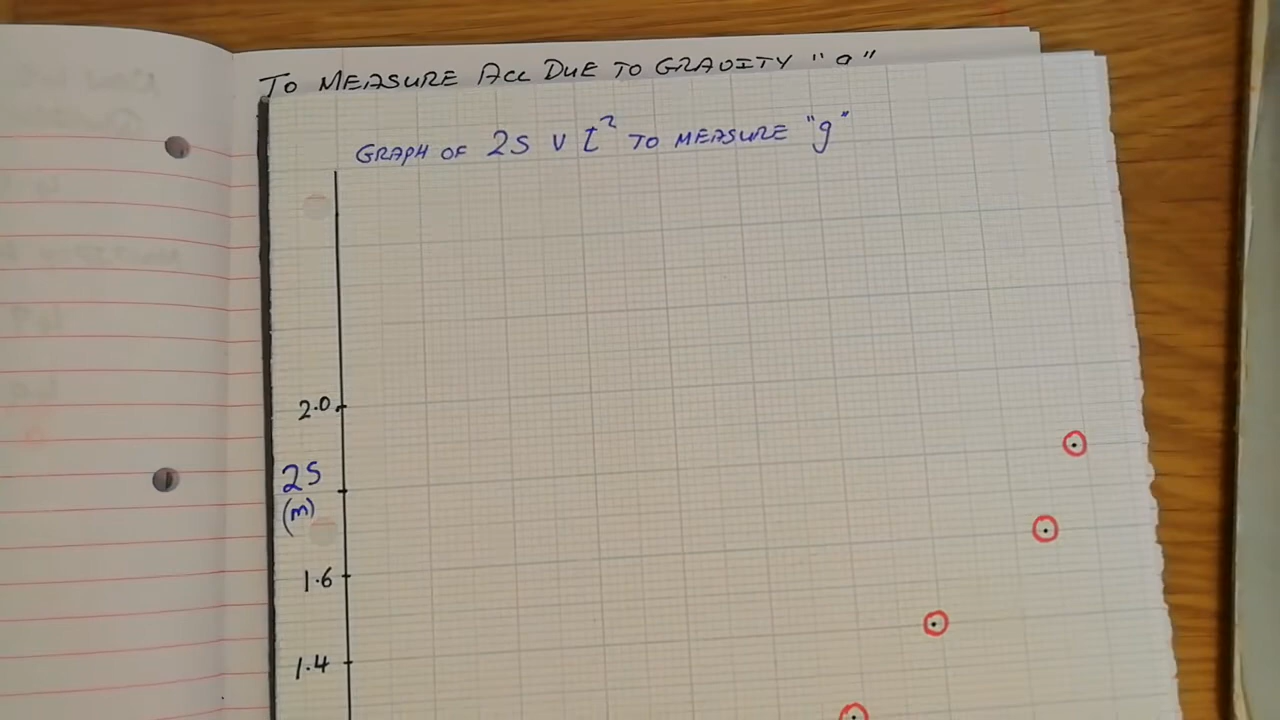 TO MEASURE ACC DUE TO GRAVITY "g"
GRAPH OF 2S V t² TO MEASURE "g"
2.0
2S
(m)
1.6
1.4